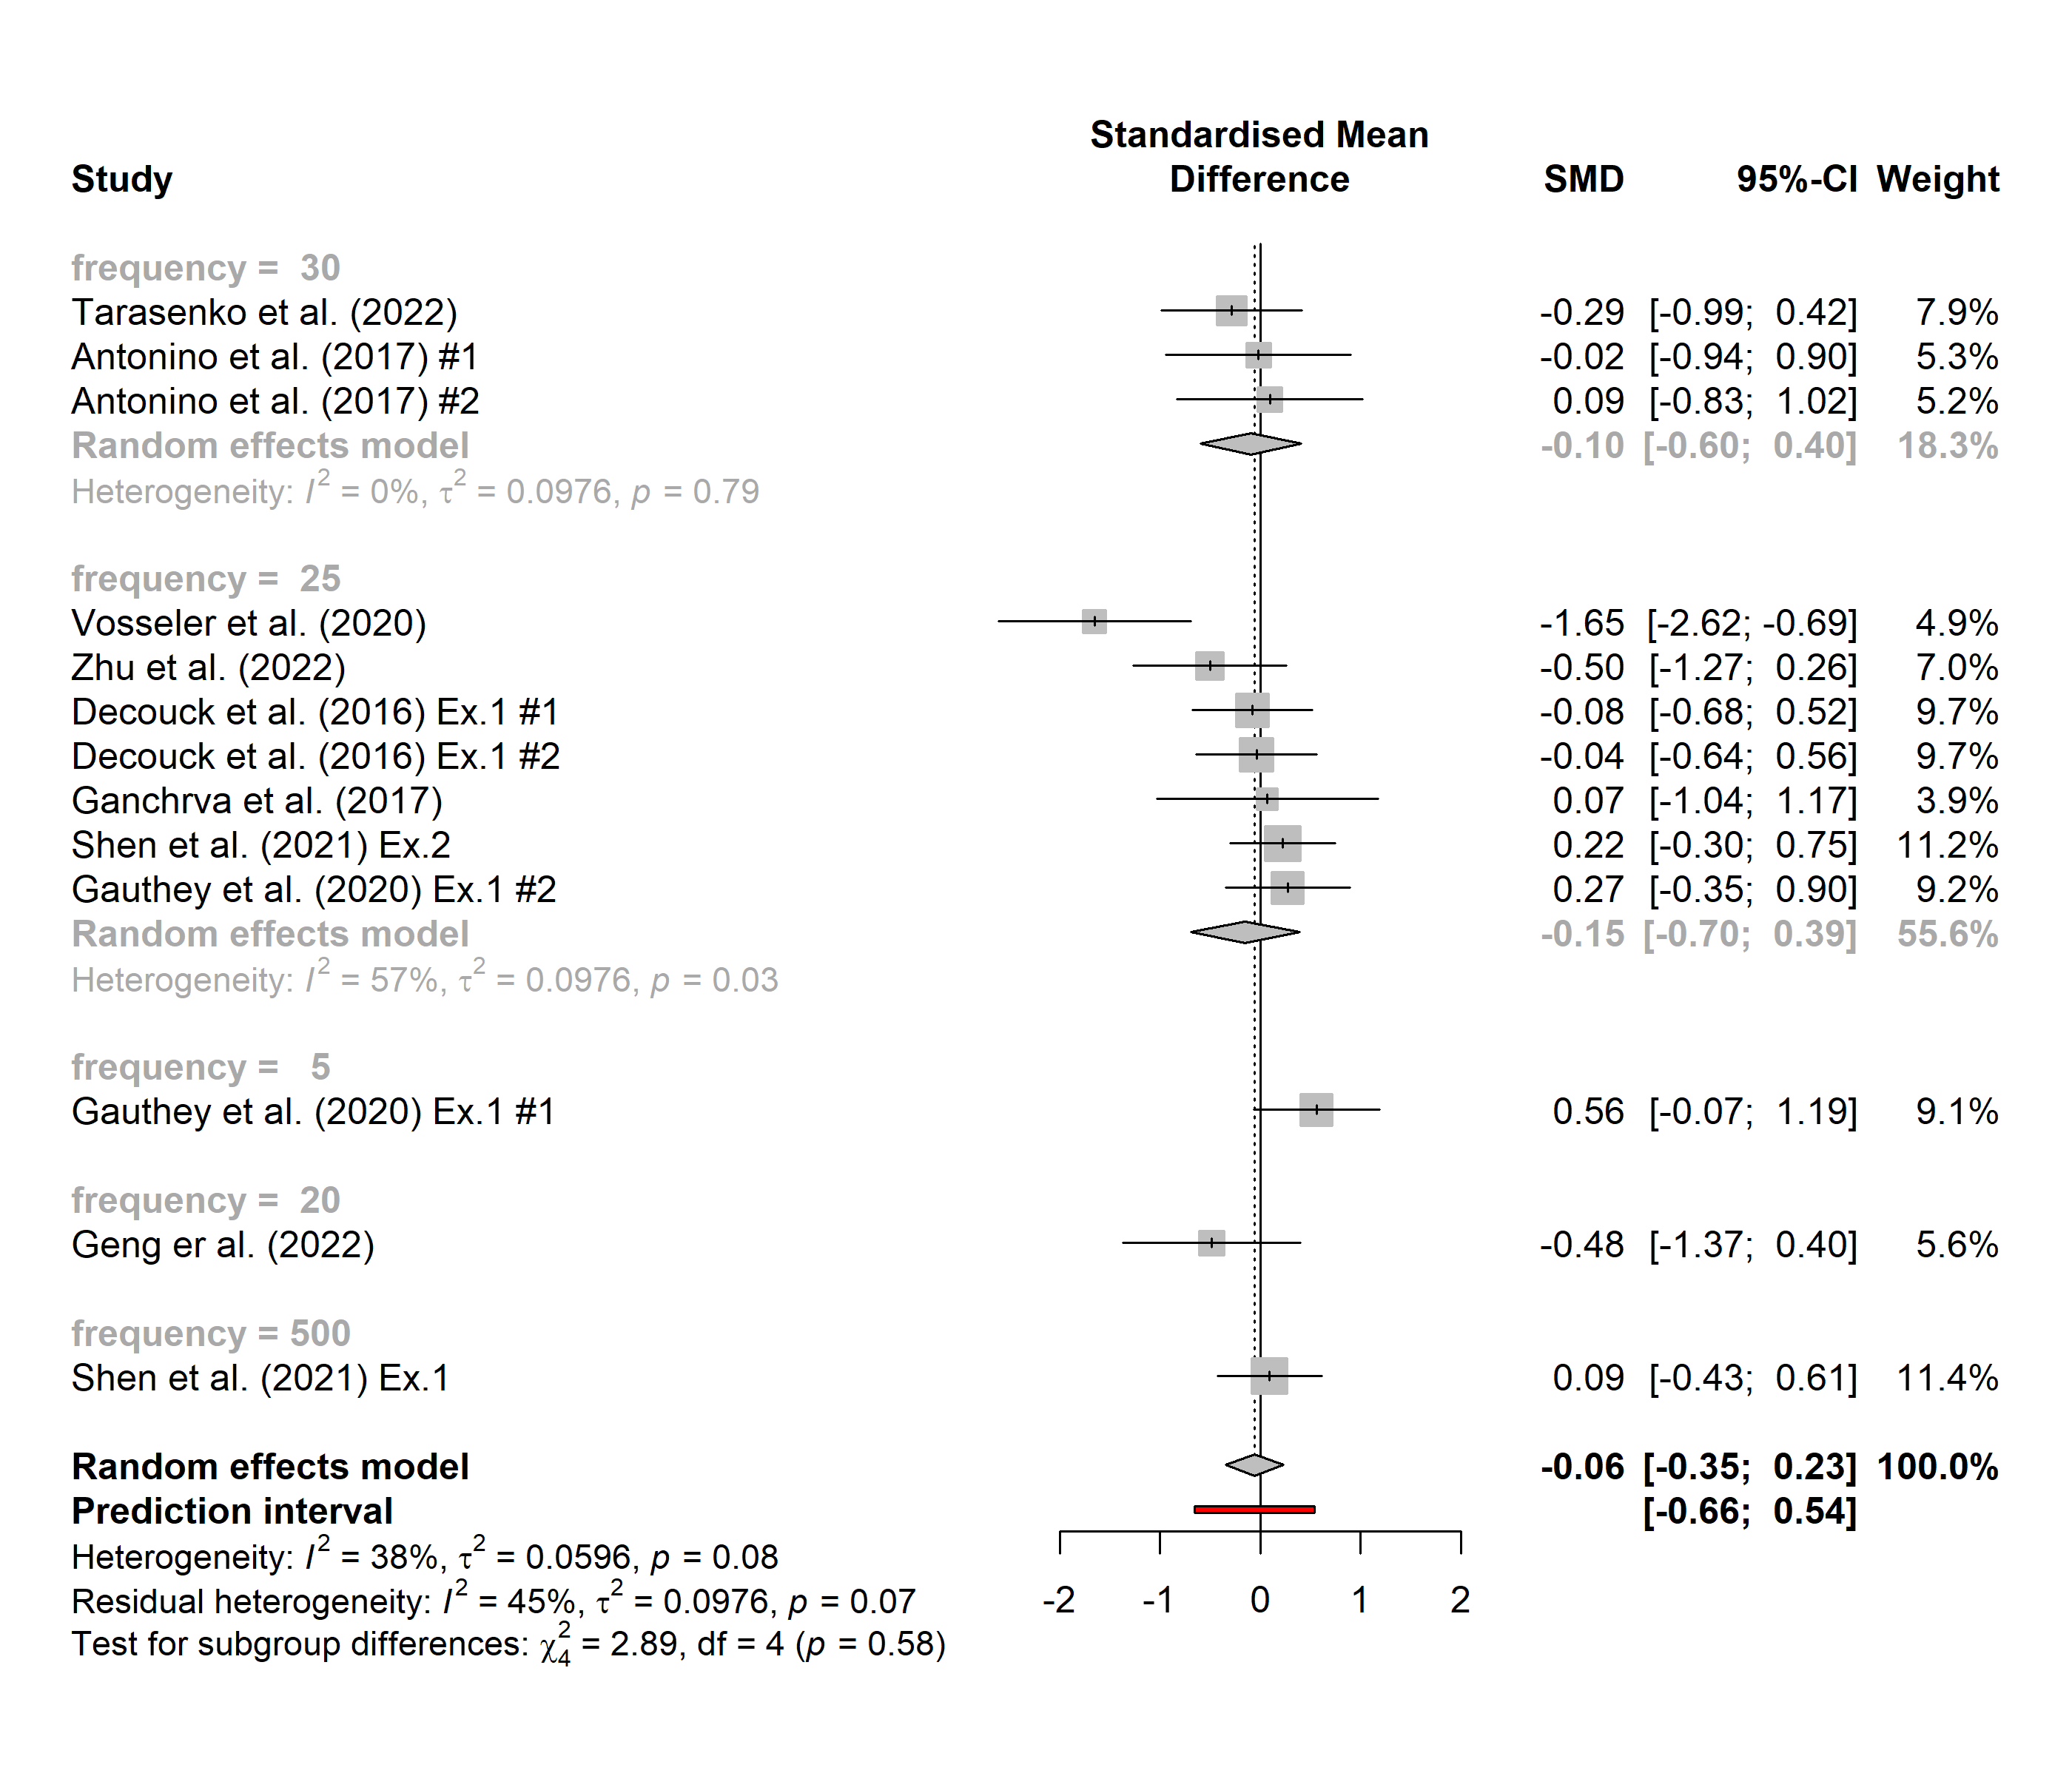 Standardised Mean
Study Difference SMD 95%-CI Weight
frequency = 30
Tarasenko et al. (2022) -0.29 [-0.99; 0.42] 7.9%
Antonino et al. (2017) #1 -0.02 [-0.94; 0.90] 5.3%
Antonino et al. (2017) #2 0.09 [-0.83; 1.02] 5.2%
Random effects model -0.10 [-0.60; 0.40] 18.3%
Heterogeneity: I² = 0%, τ² = 0.0976, p = 0.79
frequency = 25
Vosseler et al. (2020) -1.65 [-2.62; -0.69] 4.9%
Zhu et al. (2022) -0.50 [-1.27; 0.26] 7.0%
Decouck et al. (2016) Ex.1 #1 -0.08 [-0.68; 0.52] 9.7%
Decouck et al. (2016) Ex.1 #2 -0.04 [-0.64; 0.56] 9.7%
Ganchrva et al. (2017) 0.07 [-1.04; 1.17] 3.9%
Shen et al. (2021) Ex.2 0.22 [-0.30; 0.75] 11.2%
Gauthey et al. (2020) Ex.1 #2 0.27 [-0.35; 0.90] 9.2%
Random effects model -0.15 [-0.70; 0.39] 55.6%
Heterogeneity: I² = 57%, τ² = 0.0976, p = 0.03
frequency = 5
Gauthey et al. (2020) Ex.1 #1 0.56 [-0.07; 1.19] 9.1%
frequency = 20
Geng er al. (2022) -0.48 [-1.37; 0.40] 5.6%
frequency = 500
Shen et al. (2021) Ex.1 0.09 [-0.43; 0.61] 11.4%
Random effects model -0.06 [-0.35; 0.23] 100.0%
Prediction interval [-0.66; 0.54]
Heterogeneity: I² = 38%, τ² = 0.0596, p = 0.08
Residual heterogeneity: I² = 45%, τ² = 0.0976, p = 0.07
-2 -1 0 1 2
Test for subgroup differences: χ²₄ = 2.89, df = 4 (p = 0.58)